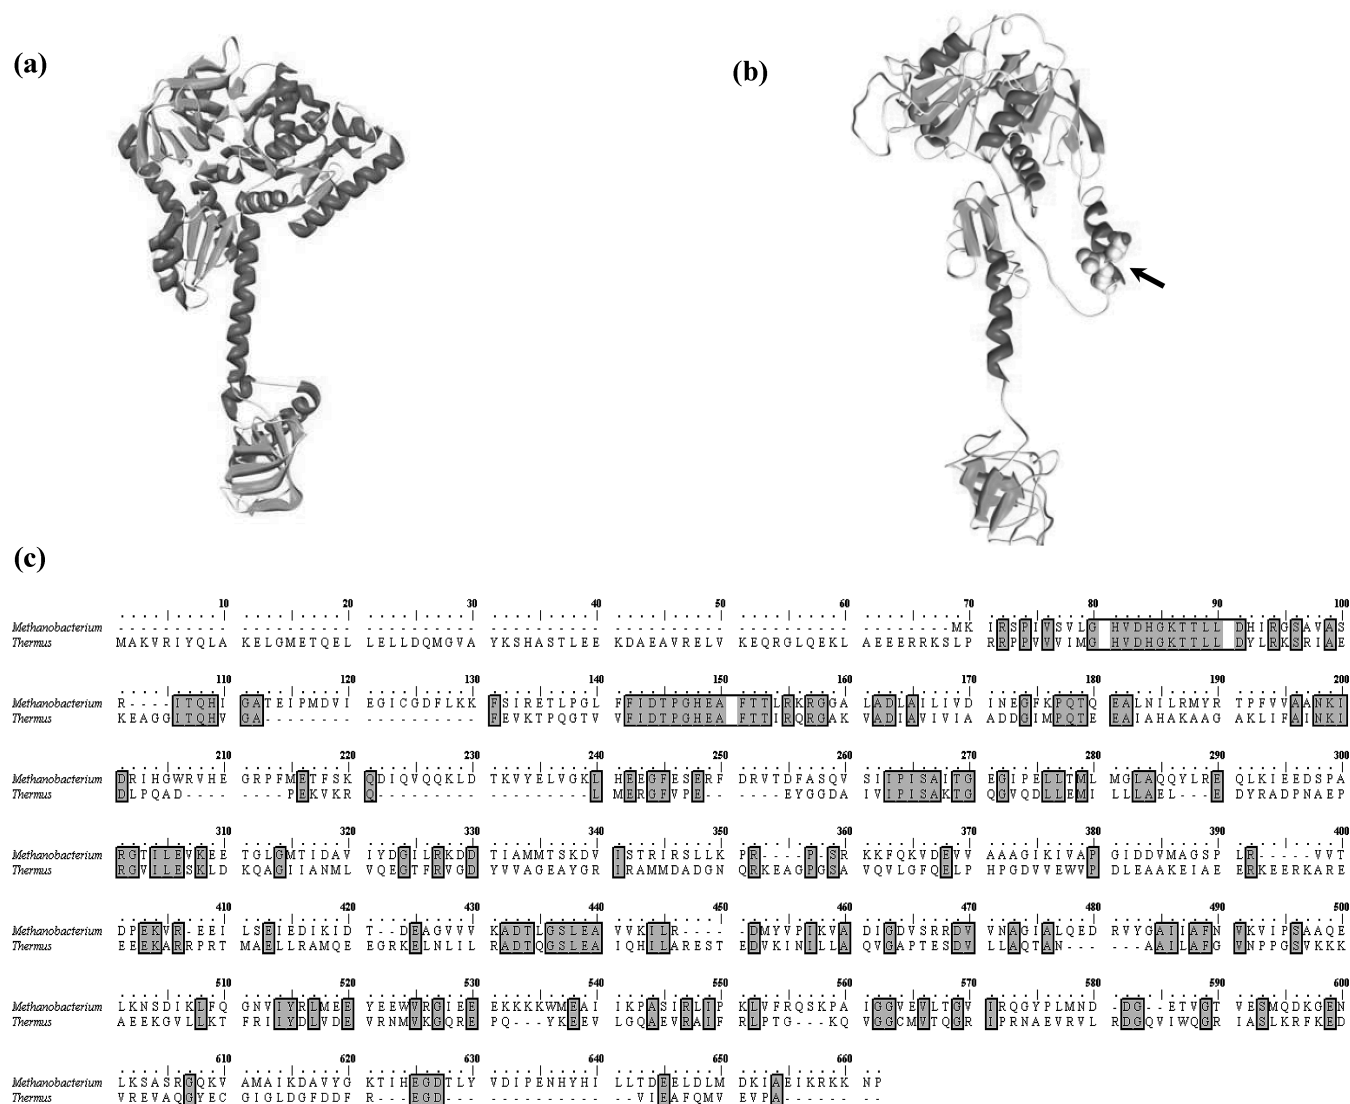 (a)
(b)
(c)
10 20 30 40 50 60 70 80 90 100
Methanobacterium ---------- ---------- ---------- ---------- ---------- ---------- --------MK IRSPIVSVLG HVDHGKTTLL DHIRGSAVAS
Thermus MAKVRIYQLA KELGMETQEL LELLDQMGVA YKSHASTLEE KDAEAVRELV KEQRGLQEKL AEEERRKSLP RRPPVVVIMG HVDHGKTTLL DYLRKSRIAE
110 120 130 140 150 160 170 180 190 200
Methanobacterium R----ITQHI GATEIPMDVI EGICGDFLKK FSIRETLPGL FFIDTPGHEA FTTLRKRGGA LADLAILIVD INEGFKPQTQ EALNILRMYR TPFVVAANKI
Thermus KEAGGITQHV GA-------- ---------- FEVKTPQGTV VFIDTPGHEA FTTIRQRGAK VADIAVIVIA ADDGIMPQTE EAIAHAKAAG AKLIFAINKI
210 220 230 240 250 260 270 280 290 300
Methanobacterium DRIHGWRVHE GRPFMETFSK QDIQVQQKLD TKVYELVGKL HEEGFESERF DRVTDFASQV SIIPISAITG EGIPELLTML MGLAQQYLRE QLKIEEDSPA
Thermus DLPQAD---- ----PEKVKR Q--------- ---------L MERGFVPE-- ----EYGGDA IVIPISAKTG QGVQDLLEMI LLLAEL---E DYRADPNAEP
310 320 330 340 350 360 370 380 390 400
Methanobacterium RGTILEVKEE TGLGMTIDAV IYDGILRKDD TIAMMTSKDV ISTRIRSLLK PR----P-SR KKFQKVDEVV AAAGIKIVAP GIDDVMAGSP LR-----VVT
Thermus RGVILESKLD KQAGIIANML VQEGTFRVGD YVVAGEAYGR IRAMMDADGN QRKEAGPGSA VQVLGFQELP HPGDVVEWVP DLEAAKEIAE ERKEERKARE
410 420 430 440 450 460 470 480 490 500
Methanobacterium DPEKVR-EEI LSEIEDIKID T--DEAGVVV KADTLGSLEA VVKILR---- -DMYVPIKVA DIGDVSRRDV VNAGIALQED RVYGAIIAFN VKVIPSAAQE
Thermus EEEKARRPRT MAELLRAMQE EGRKELNLIL RADTQGSLEA IQHILAREST EDVKINILLA QVGAPTESDV LLAQTAN--- ---AAILAFG VNPPGSVKKK
510 520 530 540 550 560 570 580 590 600
Methanobacterium LKNSDIKLFQ GNVIYRLMEE YEEWVRGIEE EKKKKWMEAI IKPASIRLIP KLVFRQSKPA IGGVEVLTGV IRQGYPLMND -DG--ETVGT VESMQDKGEN
Thermus AEEKGVLLKT FRIIYDLVDE VRNMVKGQRE PQ---YKEEV LGQAEVRAIF RLPTG---KQ VGGCMVTQGR IPRNAEVRVL RDGQVIWQGR IASLKRFKED
610 620 630 640 650 660
Methanobacterium LKSASRGQKV AMAIKDAVYG KTIHEGDTLY VDIPENHYHI LLTDEELDLM DKIAEIKRKK NP
Thermus VREVAQGYEC GIGLDGFDDF R---EGD--- ---------- --VIEAFQMV EVPA------ --